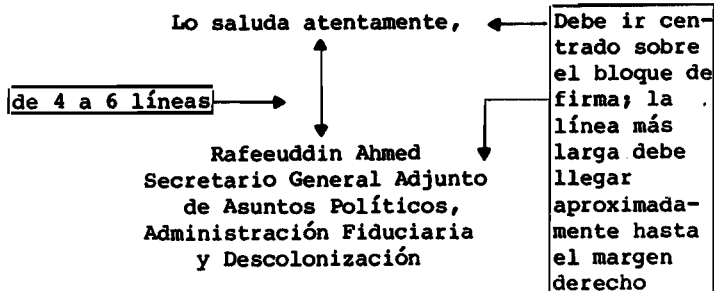 Lo saluda atentamente,
de 4 a 6 líneas
Rafeeuddin Ahmed
Secretario General Adjunto
de Asuntos Políticos,
Administración Fiduciaria
y Descolonización
Debe ir cen-
trado sobre
el bloque de
firma; la
línea más
larga debe
llegar
aproximada-
mente hasta
el margen
derecho